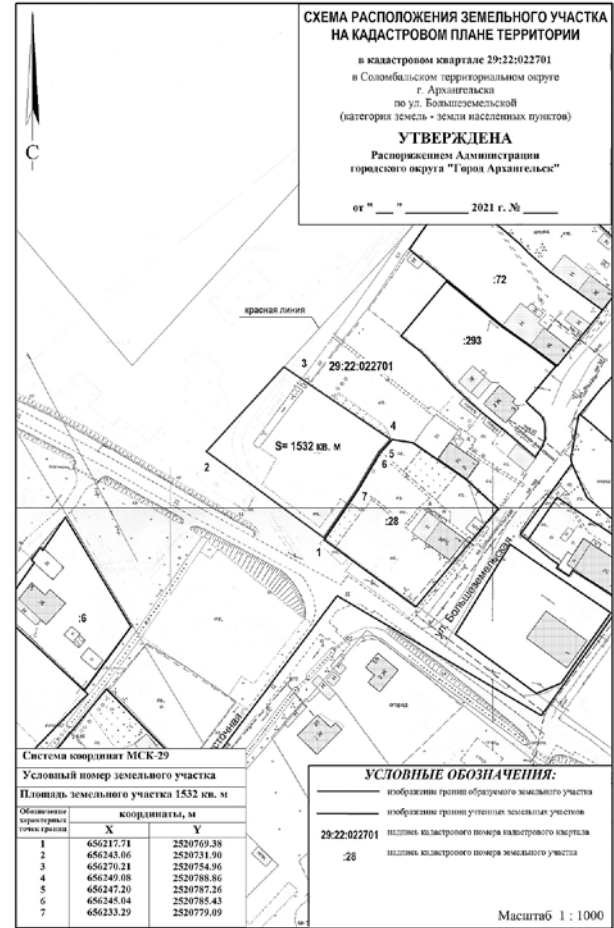 СХЕМА РАСПОЛОЖЕНИЯ ЗЕМЕЛЬНОГО УЧАСТКА
НА КАДАСТРОВОМ ПЛАНЕ ТЕРРИТОРИИ
в кадастровом квартале 29:22:022701
в Соломбальском территориальном округе
г. Архангельска
по ул. Большеземельской
(категория земель - земли населенных пунктов)
УТВЕРЖДЕНА
Распоряжением Администрации
городского округа "Город Архангельск"
от " ___ " __________ 2021 г. № _____
С
:72
красная линия
:293
3
29:22:022701
4
S= 1532 кв. м
5
6
2
7
:28
1
ул. Большеземельская
:6
огород
Система координат МСК-29
Условный номер земельного участка
Площадь земельного участка 1532 кв. м
Обозначение характерных точек границ
координаты, м
X Y
1 656217.71 2520769.38
2 656243.06 2520731.90
3 656270.21 2520754.96
4 656249.08 2520788.86
5 656247.20 2520787.26
6 656245.04 2520785.43
7 656233.29 2520779.09
УСЛОВНЫЕ ОБОЗНАЧЕНИЯ:
изображение границ образуемого земельного участка
изображение границ учтенных земельных участков
29:22:022701 надпись кадастрового номера кадастрового квартала
:28 надпись кадастрового номера земельного участка
Масштаб 1 : 1000